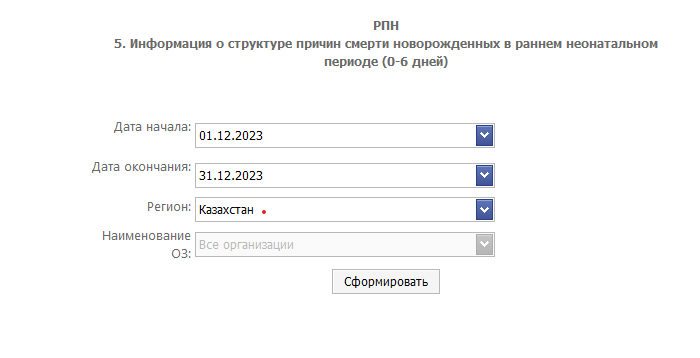 РПН
5. Информация о структуре причин смерти новорожденных в раннем неонатальном
периоде (0-6 дней)
Дата начала: 01.12.2023
Дата окончания: 31.12.2023
Регион: Казахстан
Наименование
ОЗ: Все организации
Сформировать